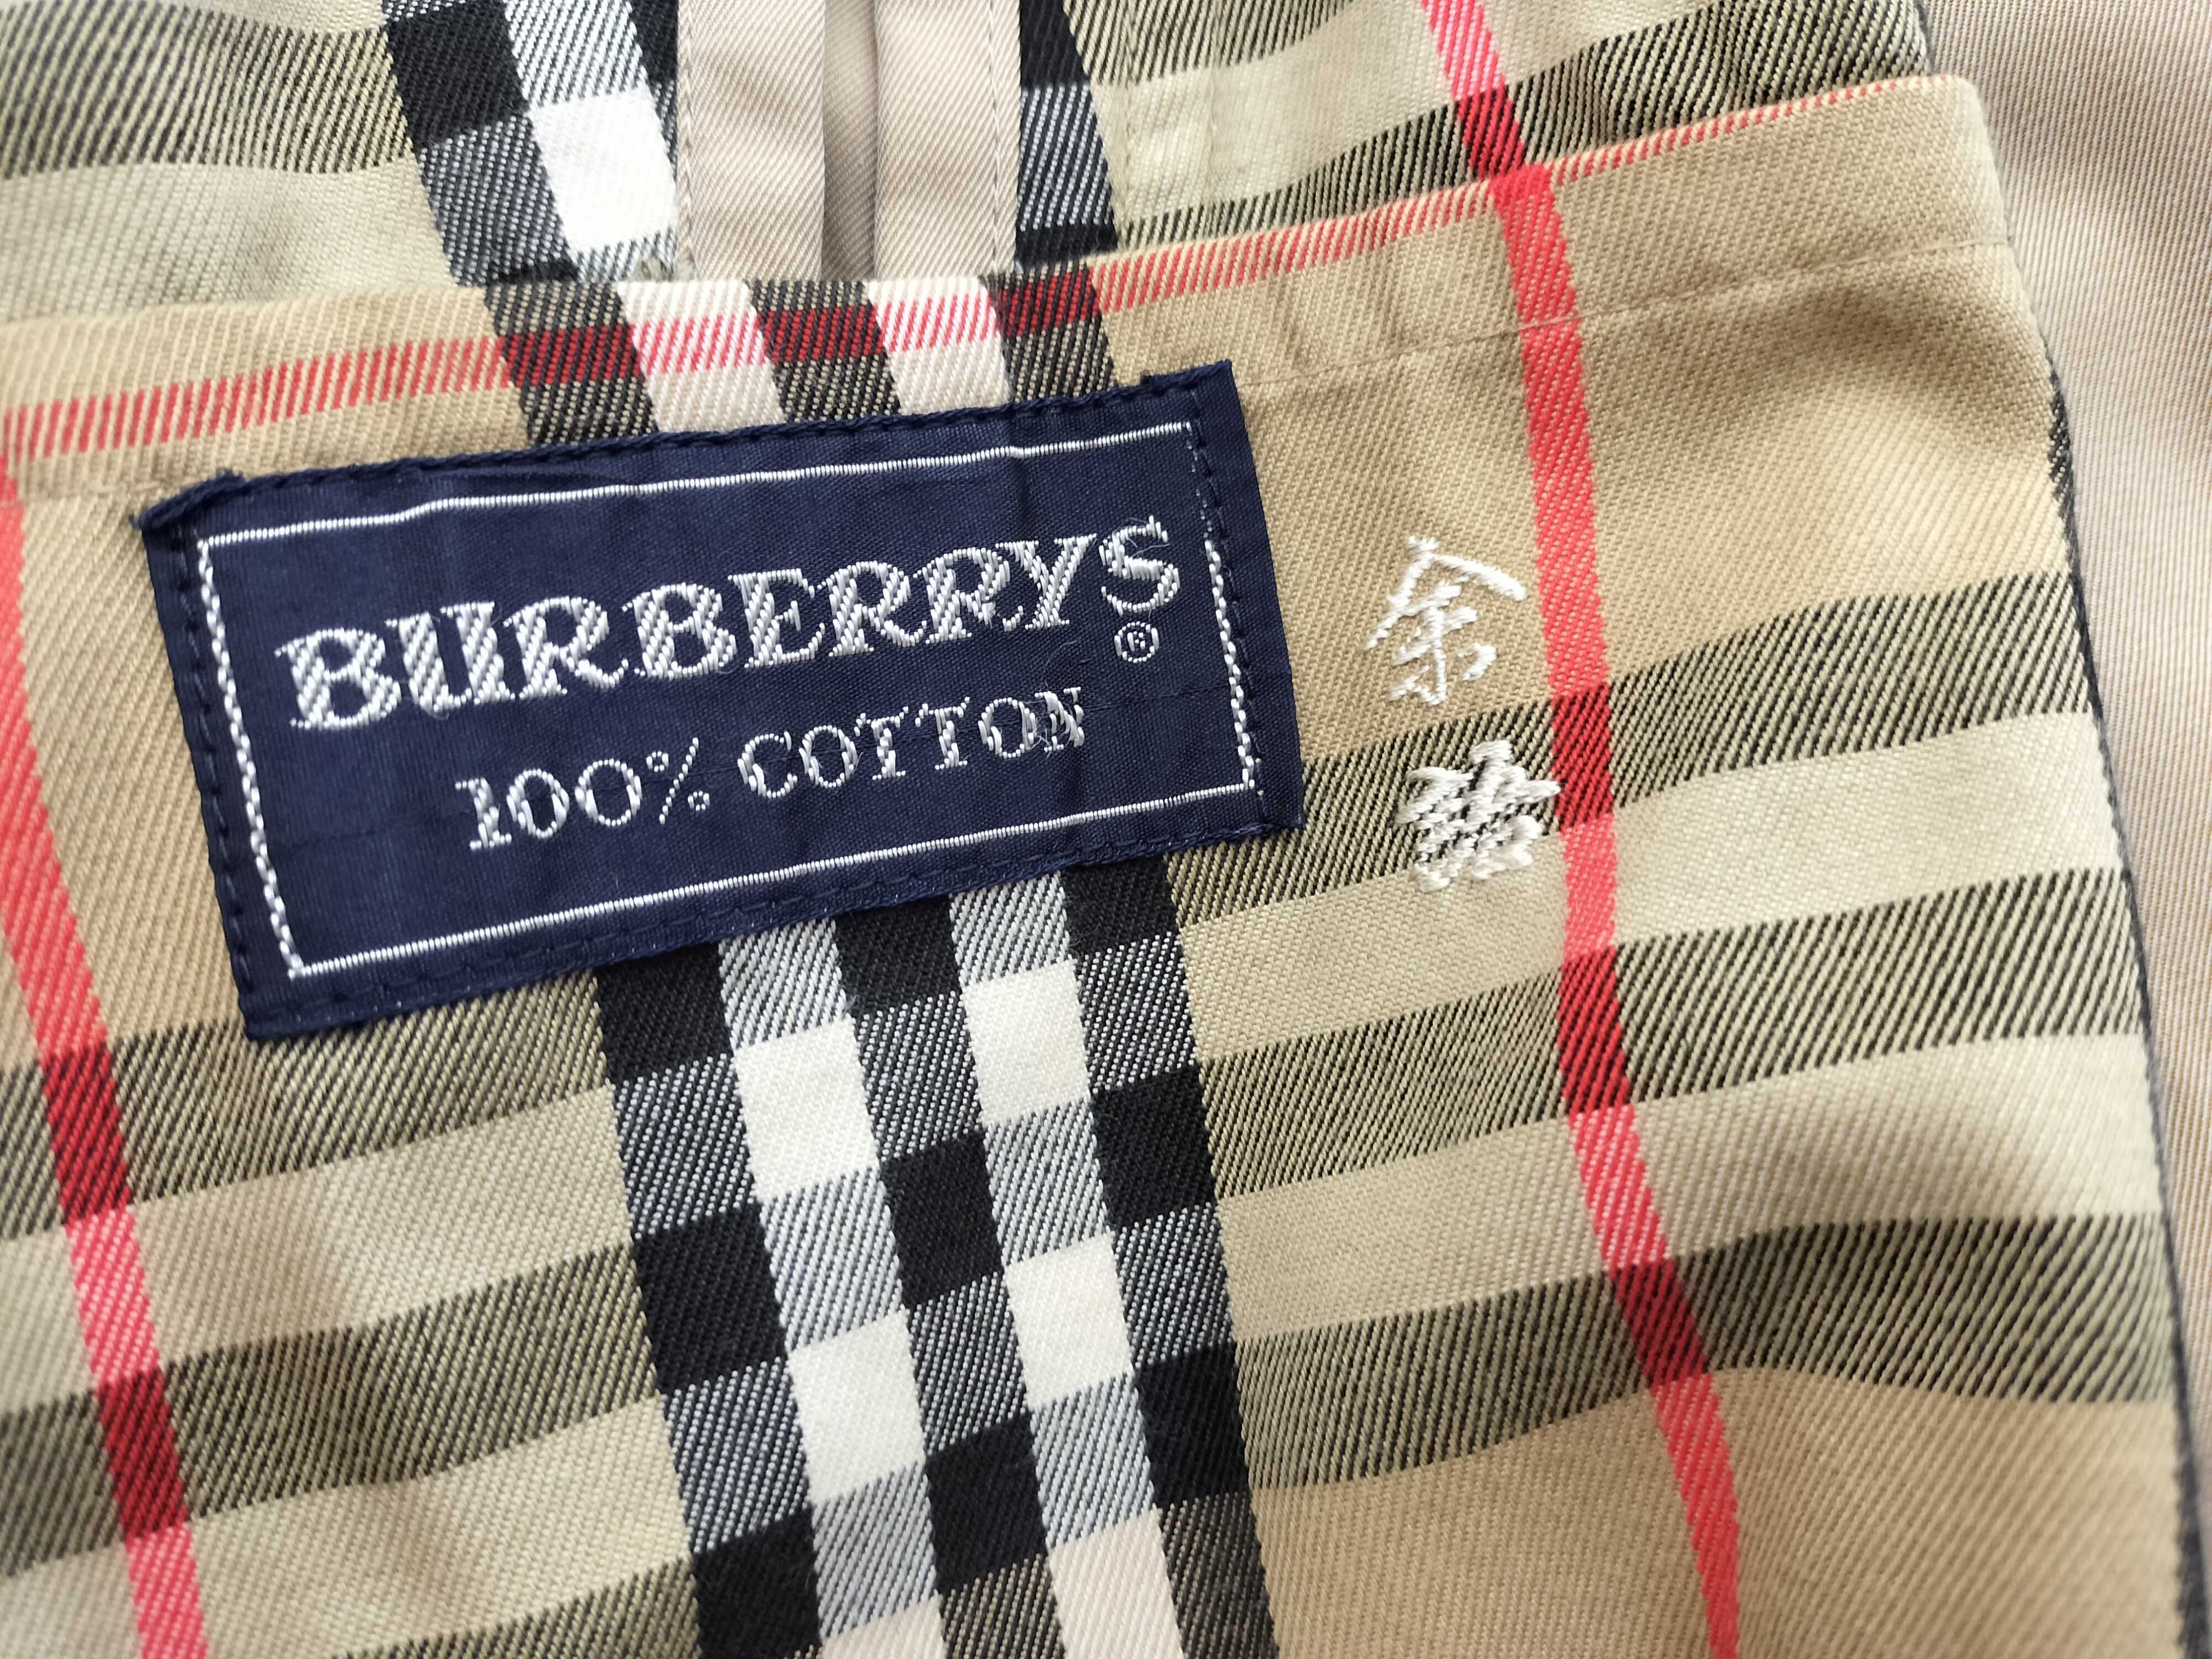 BURBERRYS
®
100% COTTON
余